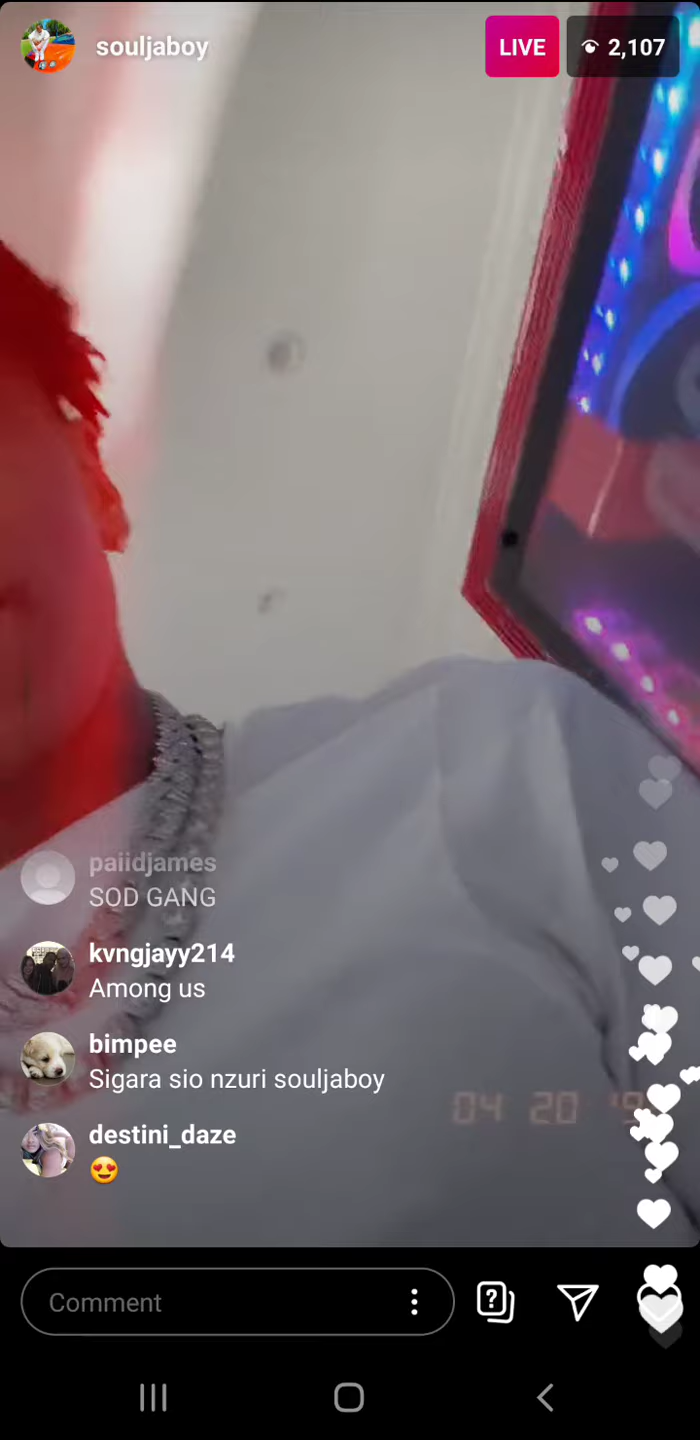 souljaboy
LIVE
2,107
paiidjames
SOD GANG
kvngjayy214
Among us
bimpee
Sigara sio nzuri souljaboy
destini_daze
😍
04 20 '9
Comment